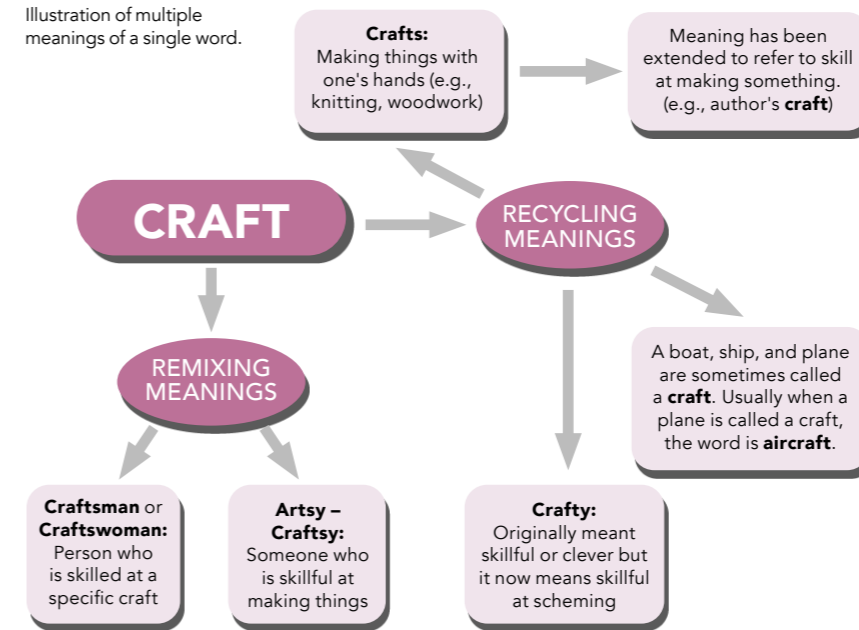 Illustration of multiple
meanings of a single word.
Crafts:
Making things with
one's hands (e.g.,
knitting, woodwork)
Meaning has been
extended to refer to skill
at making something.
(e.g., author's craft)
CRAFT
RECYCLING
MEANINGS
REMIXING
MEANINGS
A boat, ship, and plane
are sometimes called
a craft. Usually when a
plane is called a craft,
the word is aircraft.
Craftsman or
Craftswoman:
Person who
is skilled at a
specific craft
Artsy –
Craftsy:
Someone who
is skillful at
making things
Crafty:
Originally meant
skillful or clever but
it now means skillful
at scheming